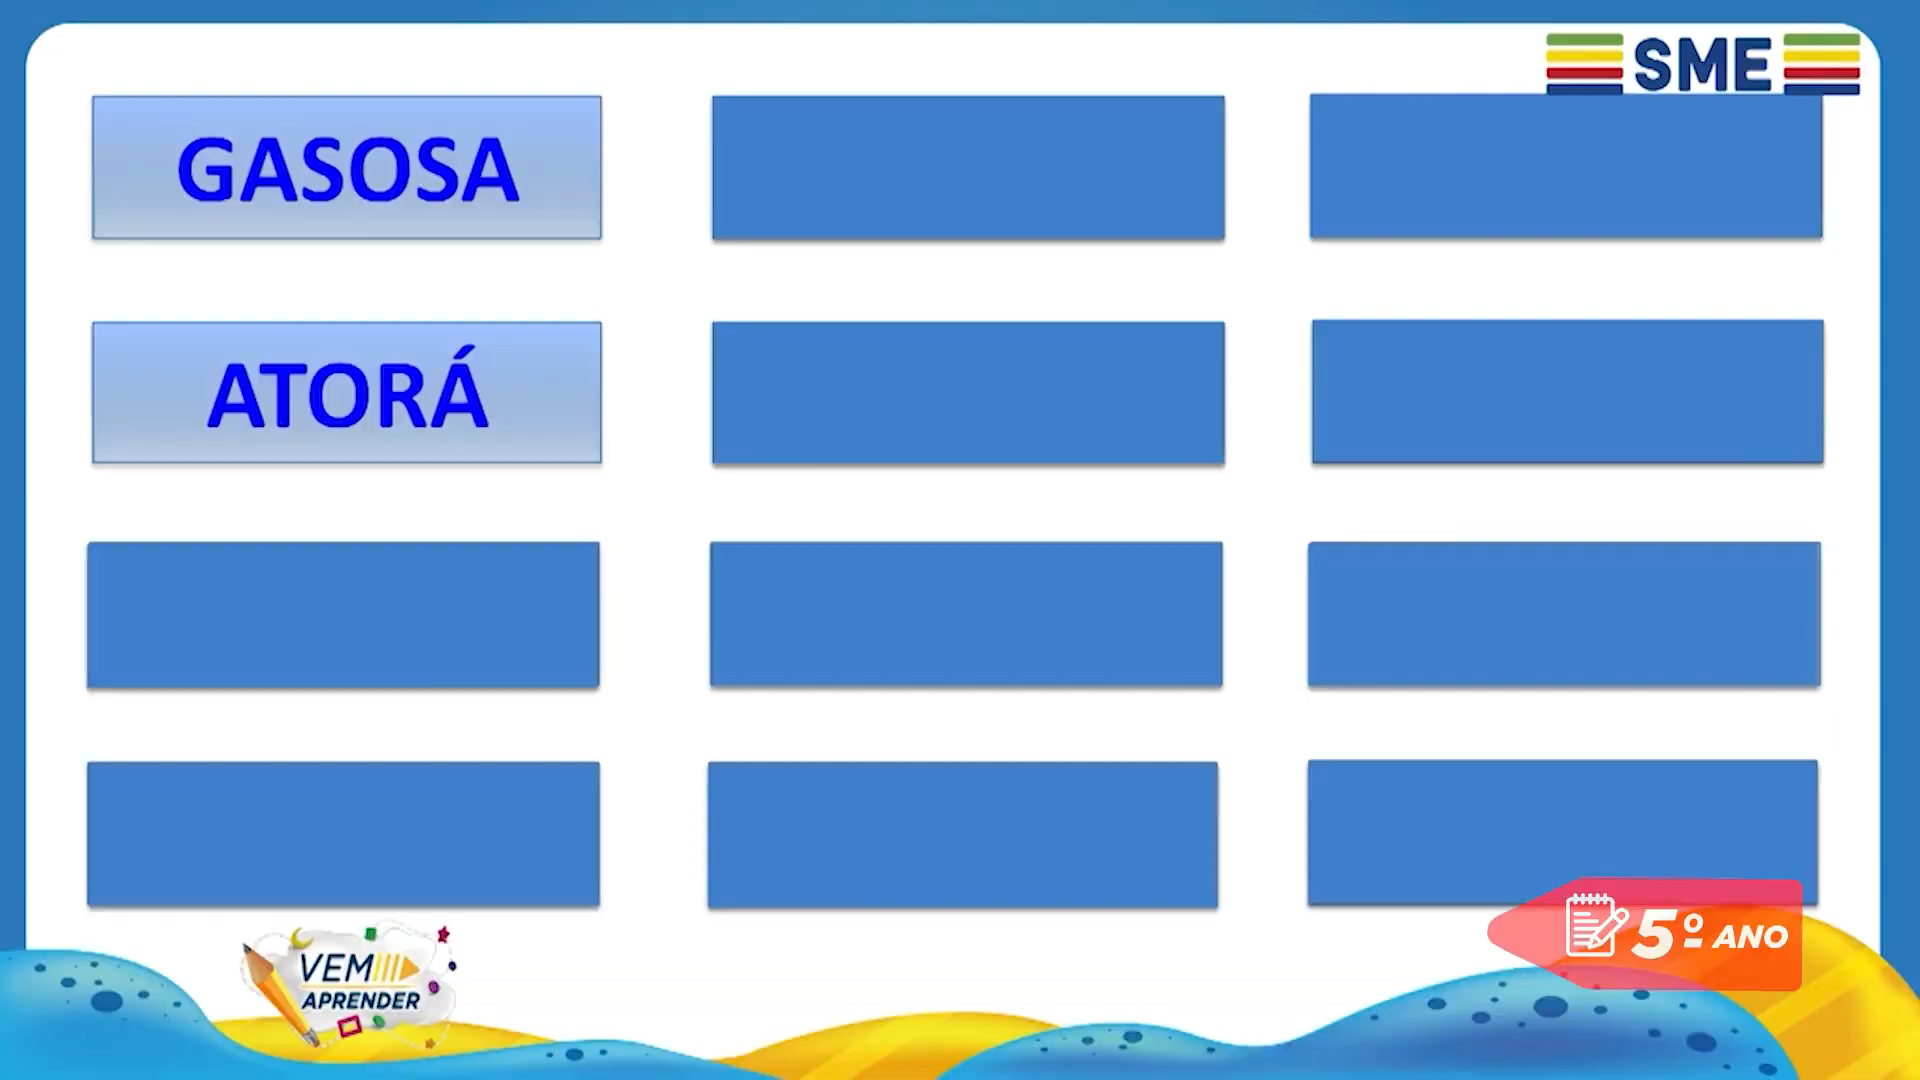 SME
GASOSA
ATORÁ
5º ANO
VEM
APRENDER